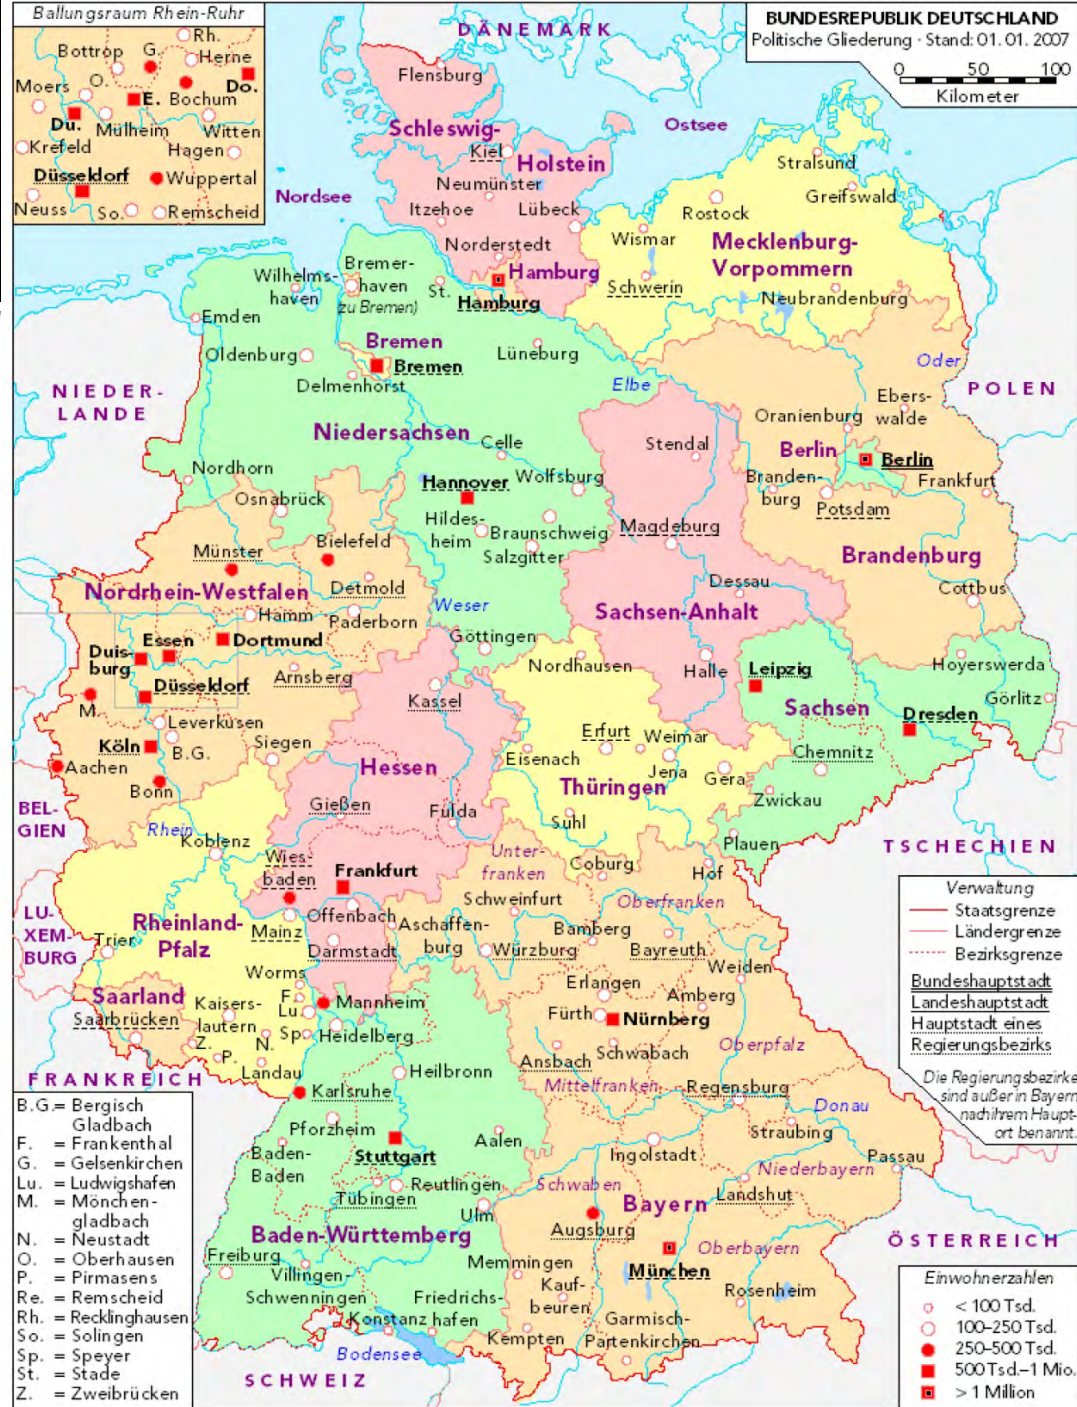 Ballungsraum Rhein-Ruhr
Rh.
Bottrop
G.
Herne
O.
Moers
E.
Bochum
Do.
Du.
Mülheim
Witten
Krefeld
Hagen
Düsseldorf
Wuppertal
Neuss
So.
Remscheid
BUNDESREPUBLIK DEUTSCHLAND
Politische Gliederung · Stand: 01. 01. 2007
0 50 100
Kilometer
DÄNEMARK
Flensburg
Ostsee
Schleswig-
Holstein
Kiel
Nordsee
Neumünster
Itzehoe
Lübeck
Norderstedt
Stralsund
Greifswald
Rostock
Wismar
Mecklenburg-
Vorpommern
Schwerin
Neubrandenburg
Hamburg
Hamburg
St.
Wilhelms-
haven
Bremer-
haven
(zu Bremen)
Emden
Bremen
Bremen
Oldenburg
Delmenhorst
Lüneburg
NIEDER-
LANDE
Elbe
Oder
POLEN
Ebers-
walde
Oranienburg
Niedersachsen
Celle
Stendal
Berlin
Berlin
Nordhorn
Hannover
Wolfsburg
Branden-
burg
Frankfurt
Potsdam
Osnabrück
Hildes-
heim
Braunschweig
Salzgitter
Magdeburg
Bielefeld
Münster
Brandenburg
Nordrhein-Westfalen
Detmold
Weser
Dessau
Cottbus
Sachsen-Anhalt
Hamm
Paderborn
Duis-
burg
Essen
Dortmund
Göttingen
Nordhausen
Halle
Leipzig
Hoyerswerda
Düsseldorf
Arnsberg
Görlitz
M.
Kassel
Sachsen
Dresden
Leverkusen
B.G.
Köln
Siegen
Erfurt
Weimar
Chemnitz
Aachen
Hessen
Eisenach
Jena
Gera
Bonn
Thüringen
Zwickau
BEL-
GIEN
Gießen
Fulda
Suhl
Rhein
Koblenz
Plauen
TSCHECHIEN
Wies-
baden
Frankfurt
Unter-
franken
Coburg
Hof
Schweinfurt
Oberfranken
LU-
XEM-
BURG
Rheinland-
Pfalz
Offenbach
Mainz
Aschaffen-
burg
Bamberg
Trier
Darmstadt
Würzburg
Bayreuth
Weiden
Worms
Saarland
Kaisers-
lautern
F.
Lu.
Mannheim
Erlangen
Amberg
Saarbrücken
Sp.
Heidelberg
Fürth
Nürnberg
Z.
P.
N.
Landau
Ansbach
Schwabach
Oberpfalz
Heilbronn
FRANKREICH
Karlsruhe
Mittelfranken
Regensburg
Donau
Pforzheim
Aalen
Straubing
Baden-
Baden
Stuttgart
Ingolstadt
Passau
Niederbayern
Tübingen
Reutlingen
Schwaben
Landshut
Ulm
Bayern
Baden-Württemberg
Augsburg
ÖSTERREICH
Freiburg
Villingen-
Schwenningen
Memmingen
München
Oberbayern
Kauf-
beuren
Rosenheim
Friedrichs-
hafen
Konstanz
Kempten
Garmisch-
Partenkirchen
Bodensee
SCHWEIZ
Verwaltung
Staatsgrenze
Ländergrenze
Bezirksgrenze
Bundeshauptstadt
Landeshauptstadt
Hauptstadt eines
Regierungsbezirks
Die Regierungsbezirke
sind außer in Bayern
nach ihrem Haupt-
ort benannt.
B.G.= Bergisch
Gladbach
F. = Frankenthal
G. = Gelsenkirchen
Lu. = Ludwigshafen
M. = Mönchen-
gladbach
N. = Neustadt
O. = Oberhausen
P. = Pirmasens
Re. = Remscheid
Rh. = Recklinghausen
So. = Solingen
Sp. = Speyer
St. = Stade
Z. = Zweibrücken
Einwohnerzahlen
< 100 Tsd.
100–250 Tsd.
250–500 Tsd.
500 Tsd.–1 Mio.
> 1 Million